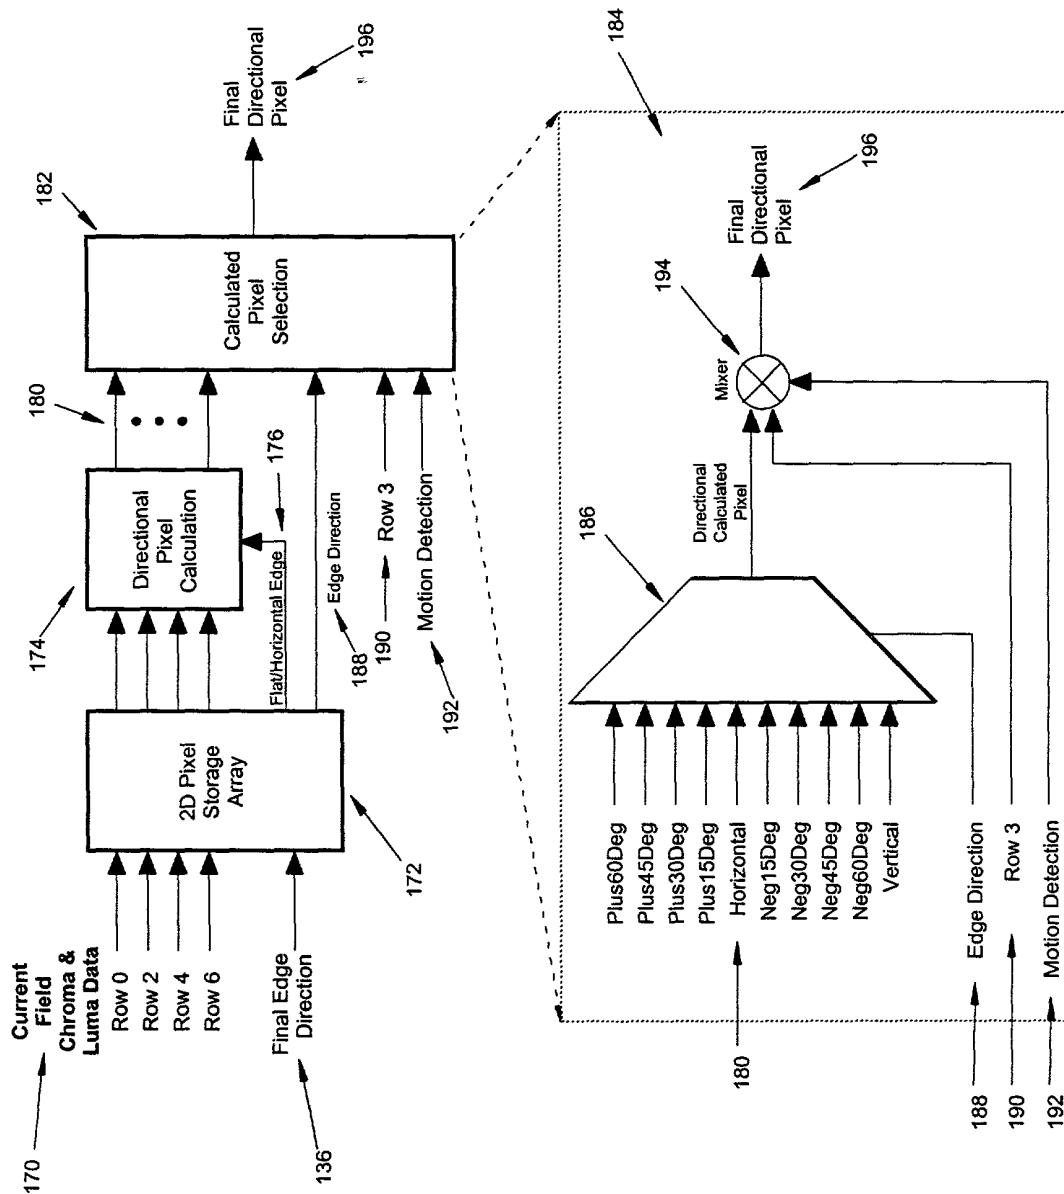 170
Current
Field
Chroma &
Luma Data
Row 0
Row 2
Row 4
Row 6
Final Edge
Direction
136
2D Pixel
Storage
Array
172
174
Directional
Pixel
Calculation
Flat/Horizontal Edge
176
180
Edge Direction
188
190
Row 3
Motion Detection
192
Calculated
Pixel
Selection
182
Final
Directional
Pixel
196
184
Plus60Deg
Plus45Deg
Plus30Deg
Plus15Deg
Horizontal
Neg15Deg
Neg30Deg
Neg45Deg
Neg60Deg
Vertical
180
186
Directional
Calculated
Pixel
Mixer
194
Final
Directional
Pixel
196
188
Edge Direction
190
Row 3
192
Motion Detection